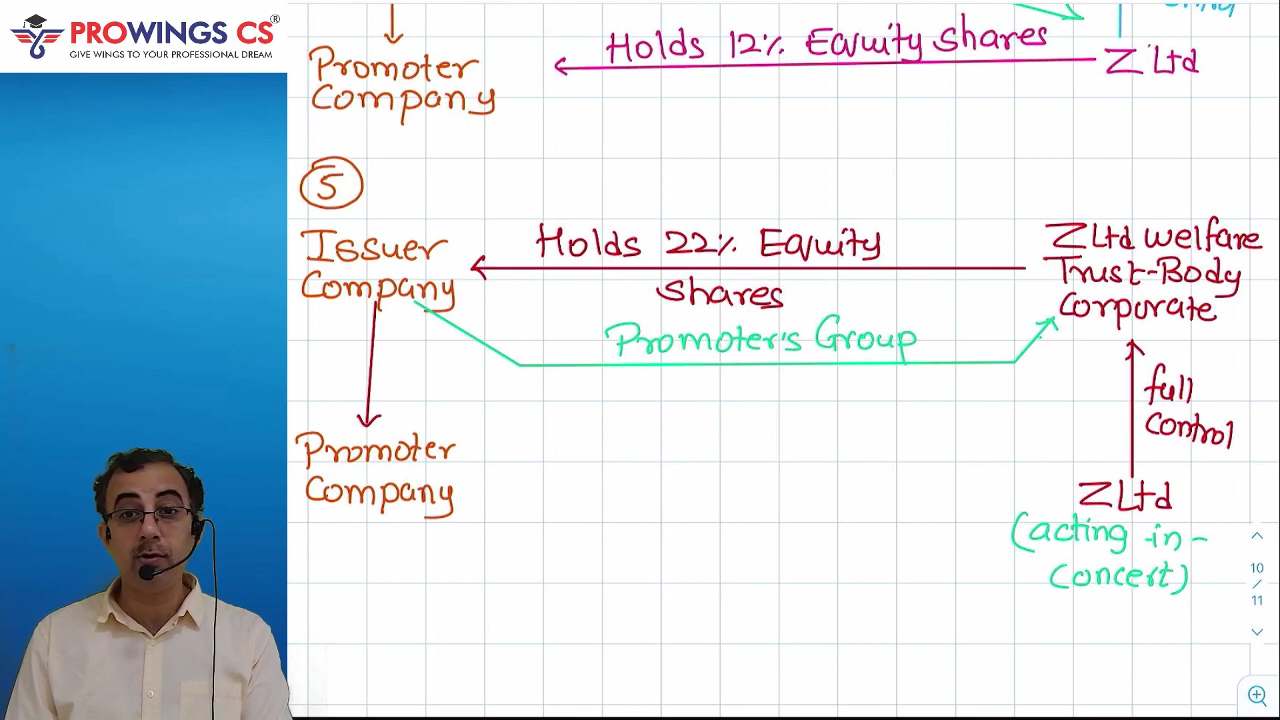 PROWINGS CS®
GIVE WINGS TO YOUR PROFESSIONAL DREAM
Holds 12% Equity shares
Z Ltd
Promoter
Company
5
Issuer
Company
Holds 22% Equity
shares
Z Ltd welfare
Trust-Body
corporate
Promoter's Group
full
control
Promoter
Company
Z Ltd
(acting-in-
concert)
10
/
11